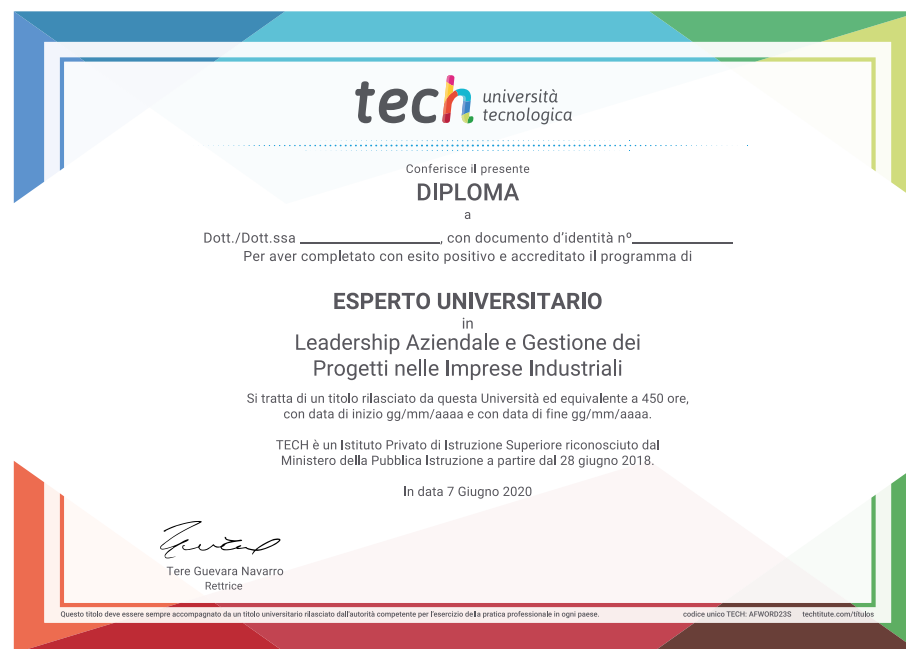 tech università
tecnologica
Conferisce il presente
DIPLOMA
a
Dott./Dott.ssa ____________________, con documento d'identità nº______________
Per aver completato con esito positivo e accreditato il programma di
ESPERTO UNIVERSITARIO
in
Leadership Aziendale e Gestione dei
Progetti nelle Imprese Industriali
Si tratta di un titolo rilasciato da questa Università ed equivalente a 450 ore,
con data di inizio gg/mm/aaaa e con data di fine gg/mm/aaaa.
TECH è un Istituto Privato di Istruzione Superiore riconosciuto dal
Ministero della Pubblica Istruzione a partire dal 28 giugno 2018.
In data 7 Giugno 2020
Tere Guevara Navarro
Rettrice
Questo titolo deve essere sempre accompagnato da un titolo universitario rilasciato dall'autorità competente per l'esercizio della pratica professionale in ogni paese. codice unico TECH: AFWORD23S techtitute.com/titulos